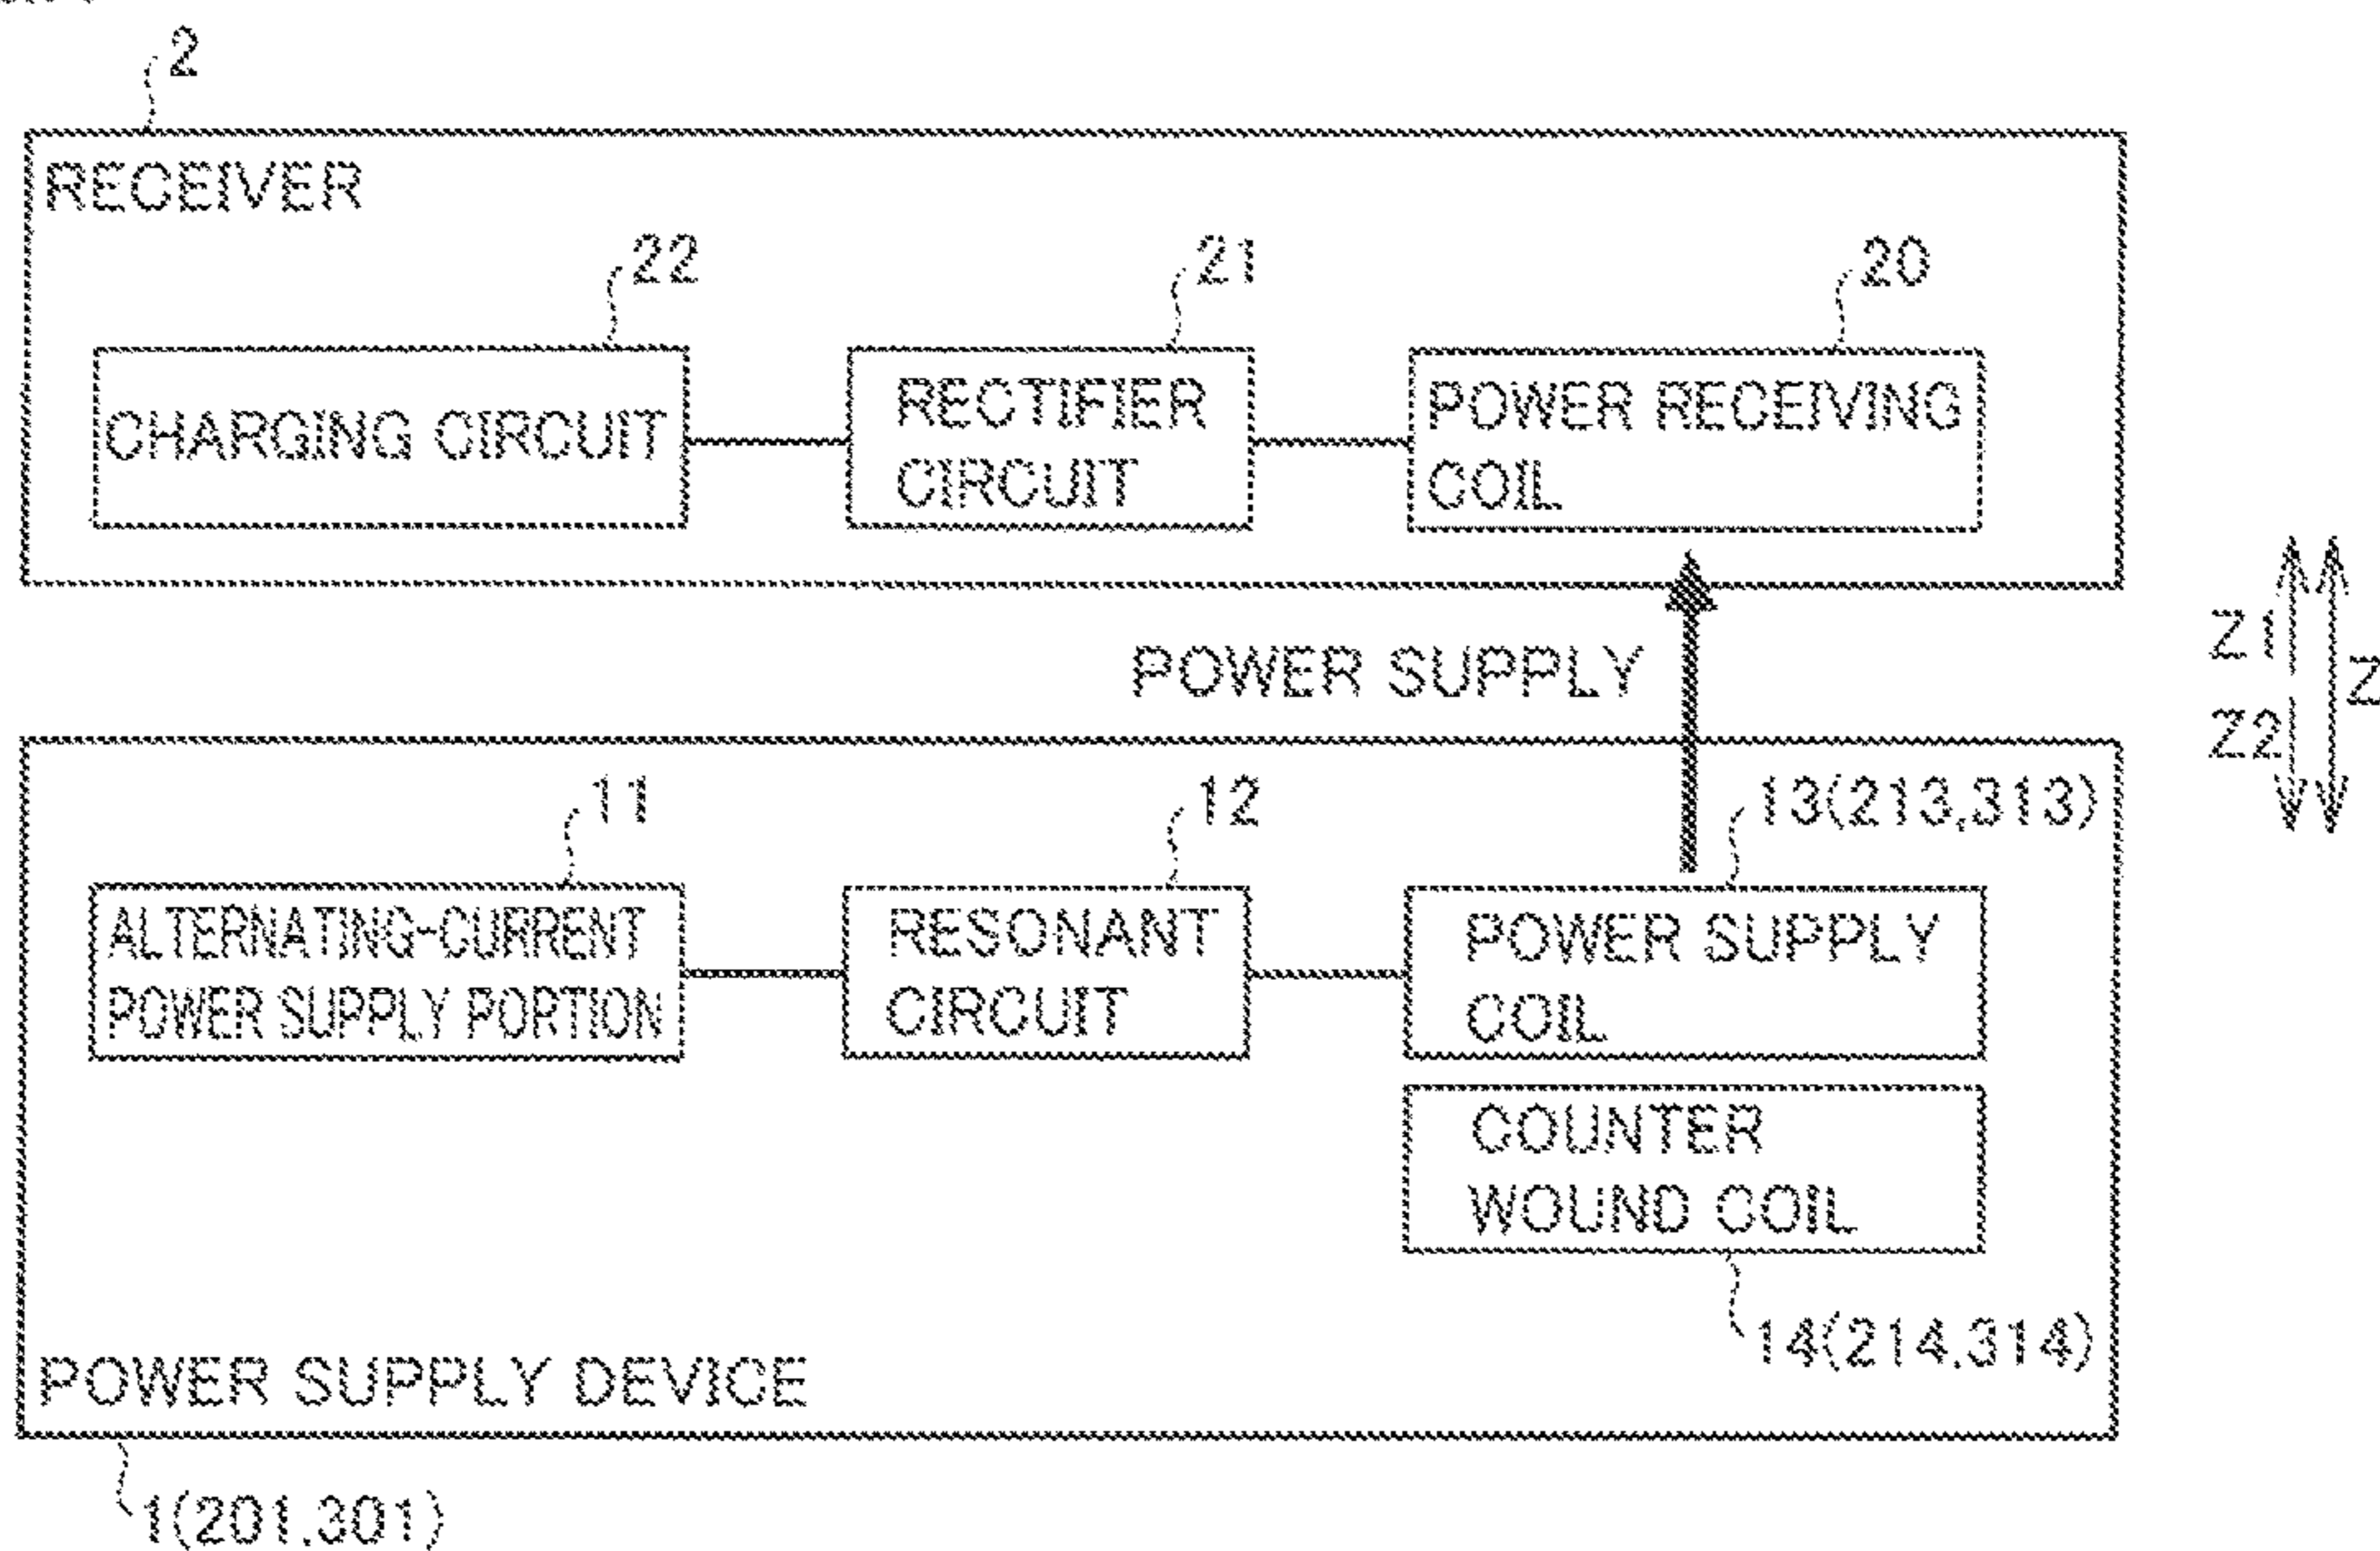 2
RECEIVER
22
21
20
CHARGING CIRCUIT
RECTIFIER
CIRCUIT
POWER RECEIVING
COIL
POWER SUPPLY
Z1
Z
Z2
11
12
13(213,313)
ALTERNATING-CURRENT
POWER SUPPLY PORTION
RESONANT
CIRCUIT
POWER SUPPLY
COIL
COUNTER
WOUND COIL
14(214,314)
POWER SUPPLY DEVICE
1(201,301)